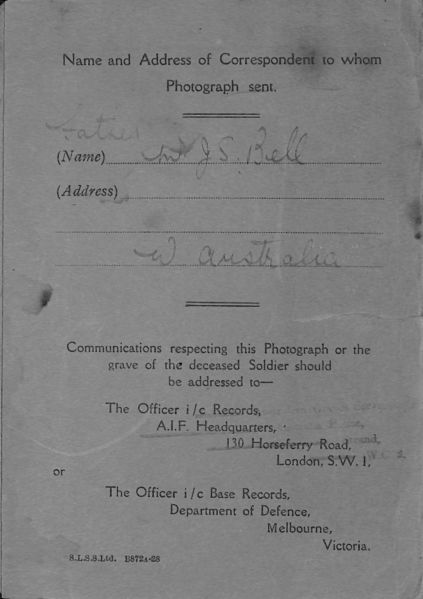 Name and Address of Correspondent to whom
Photograph sent.
Father
(Name) Mr J S. Bell
(Address)
W Australia
Communications respecting this Photograph or the
grave of the deceased Soldier should
be addressed to—
The Officer i/c Records,
A.I.F. Headquarters,
130 Horseferry Road,
London, S.W. 1,
or
The Officer i/c Base Records,
Department of Defence,
Melbourne,
Victoria.
S.L.S.S.Ltd. B872A-28